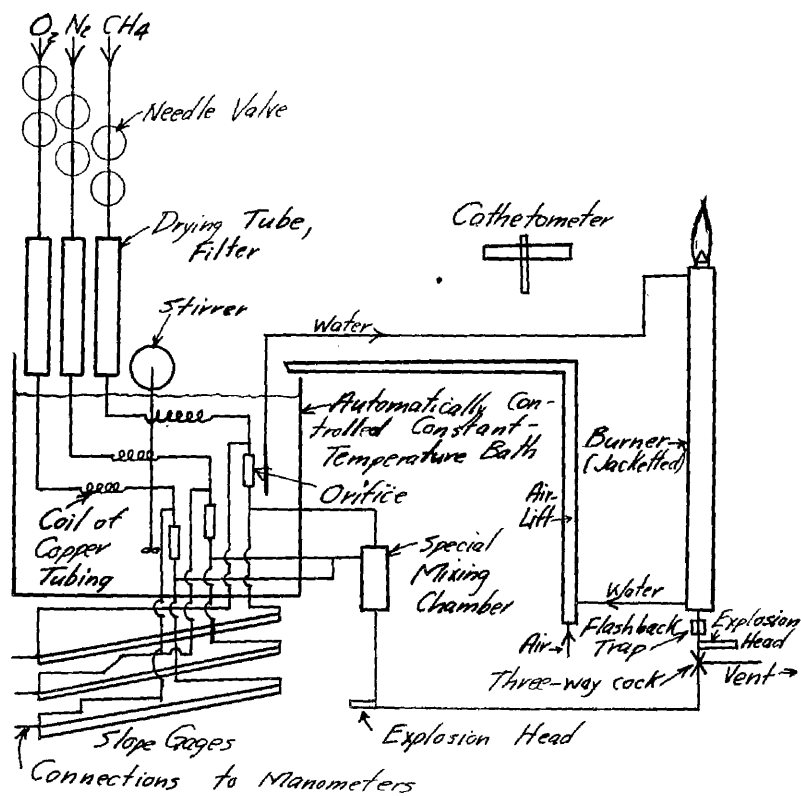 O2 N2 CH4
Needle Valve
Drying Tube,
Filter
Stirrer
Cathetometer
Water
Automatically Con-
trolled Constant-
Temperature Bath
Burner
(Jacketted)
Orifice
Air-
Lift
Coil of
Copper
Tubing
Special
Mixing
Chamber
Water
Flashback
Trap
Explosion
Head
Air
Three-way cock
Vent
Explosion Head
Slope Gages
Connections to Manometers